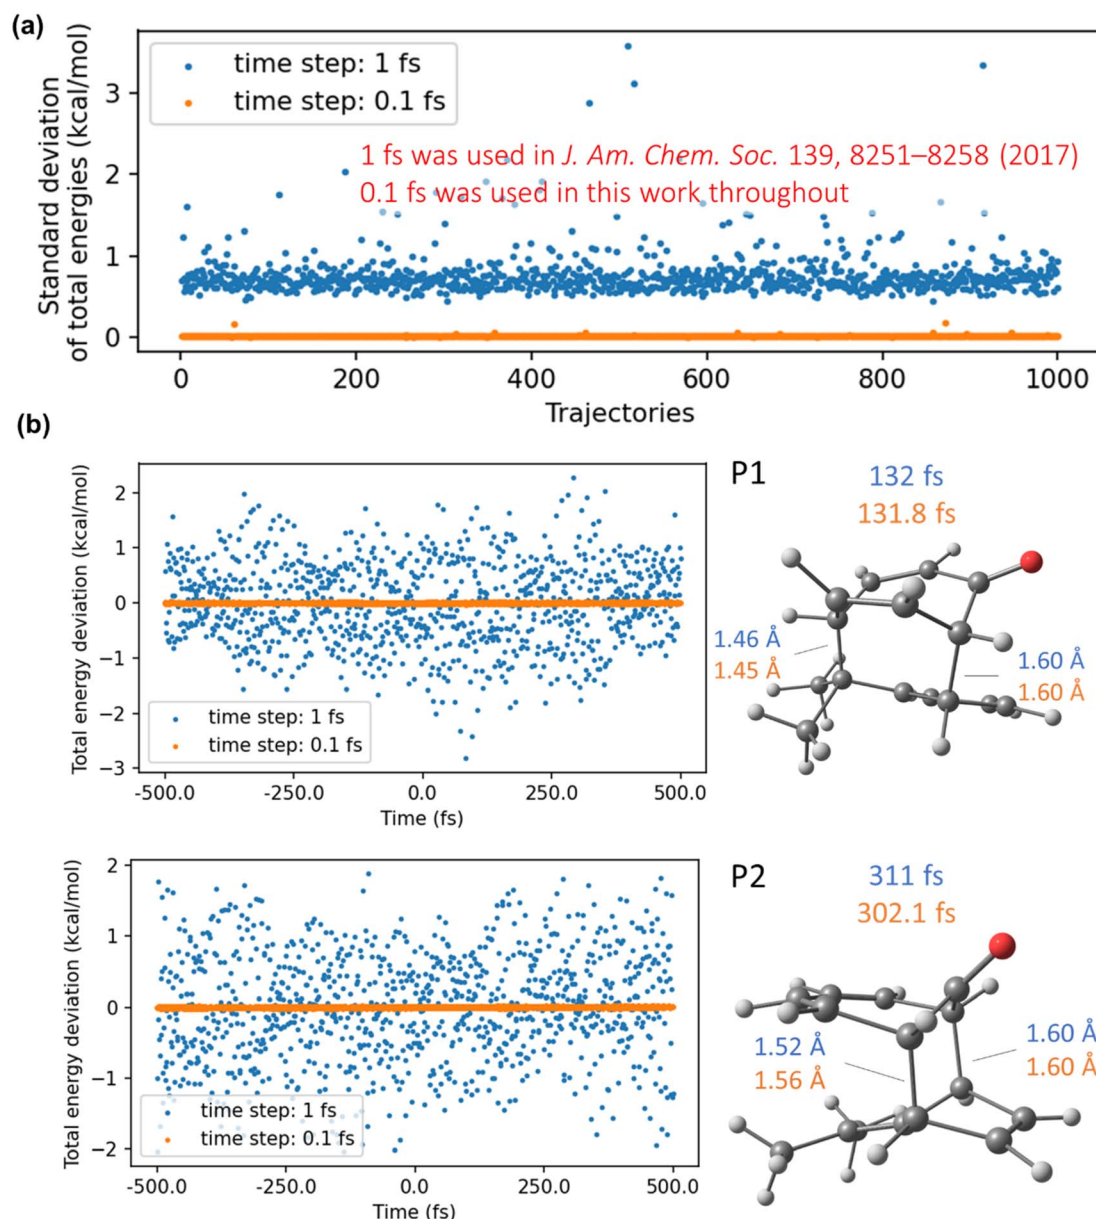 (a)
Standard deviation
of total energies (kcal/mol)
3
2
1
0
time step: 1 fs
time step: 0.1 fs
1 fs was used in J. Am. Chem. Soc. 139, 8251–8258 (2017)
0.1 fs was used in this work throughout
0 200 400 600 800 1000
Trajectories
(b)
Total energy deviation (kcal/mol)
2
1
0
−1
−2
−3
time step: 1 fs
time step: 0.1 fs
-500.0 -250.0 0.0 250.0 500.0
Time (fs)
P1
132 fs
131.8 fs
1.46 Å
1.45 Å
1.60 Å
1.60 Å
Total energy deviation (kcal/mol)
2
1
0
−1
−2
time step: 1 fs
time step: 0.1 fs
-500.0 -250.0 0.0 250.0 500.0
Time (fs)
P2
311 fs
302.1 fs
1.52 Å
1.56 Å
1.60 Å
1.60 Å